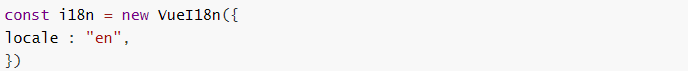 const i18n = new VueI18n({
locale : "en",
})